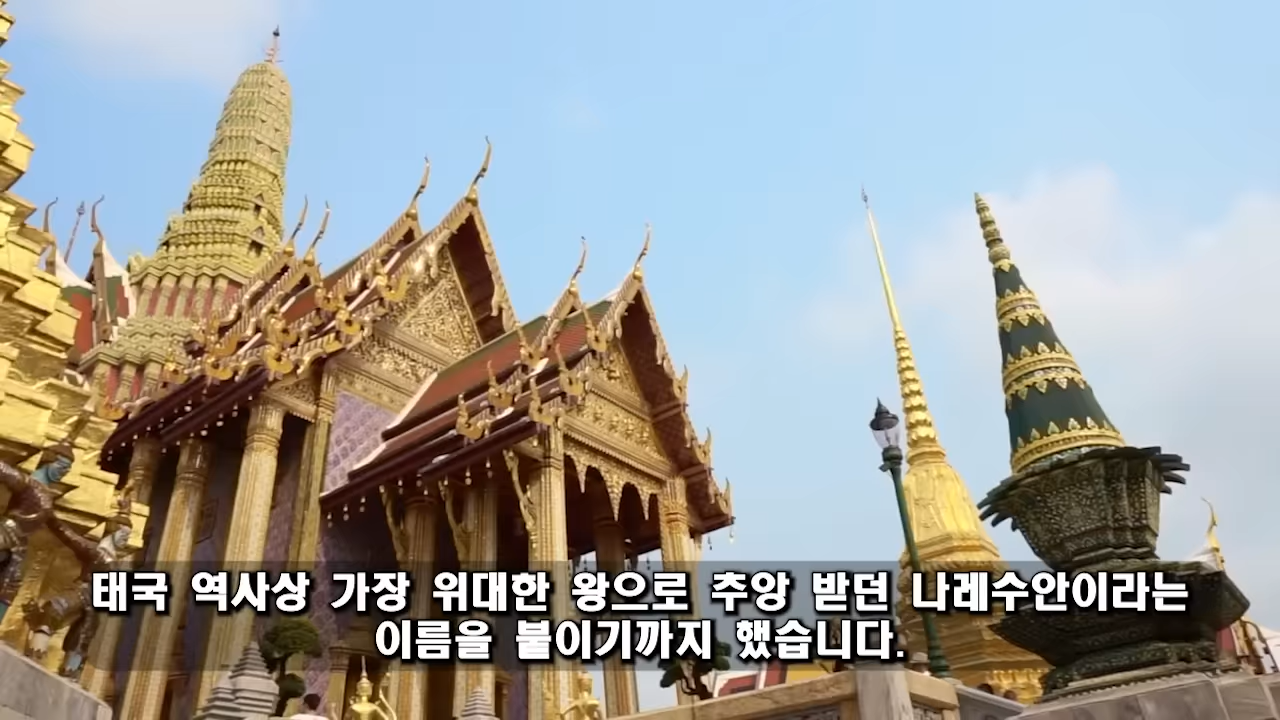 태국 역사상 가장 위대한 왕으로 추앙 받던 나레수안이라는
이름을 붙이기까지 했습니다.